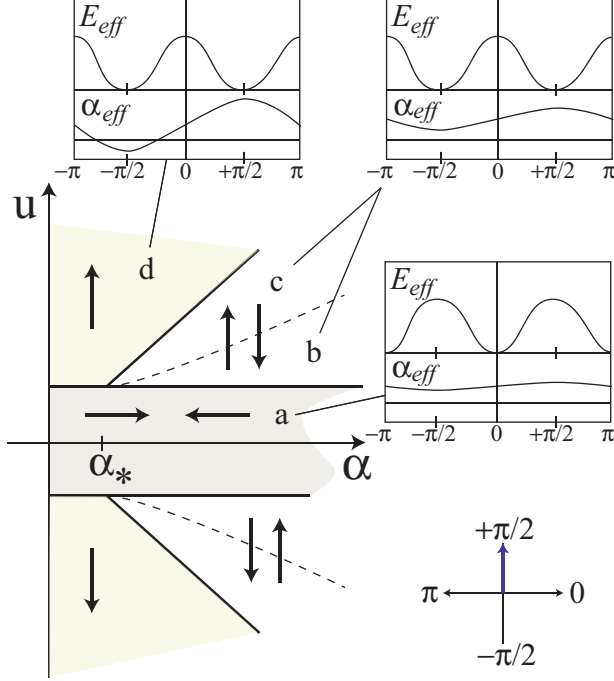 E_eff
α_eff
−π −π/2 0 +π/2 π
E_eff
α_eff
−π −π/2 0 +π/2 π
u
d
c
b
E_eff
α_eff
−π −π/2 0 +π/2 π
a
α_* α
+π/2
π 0
−π/2